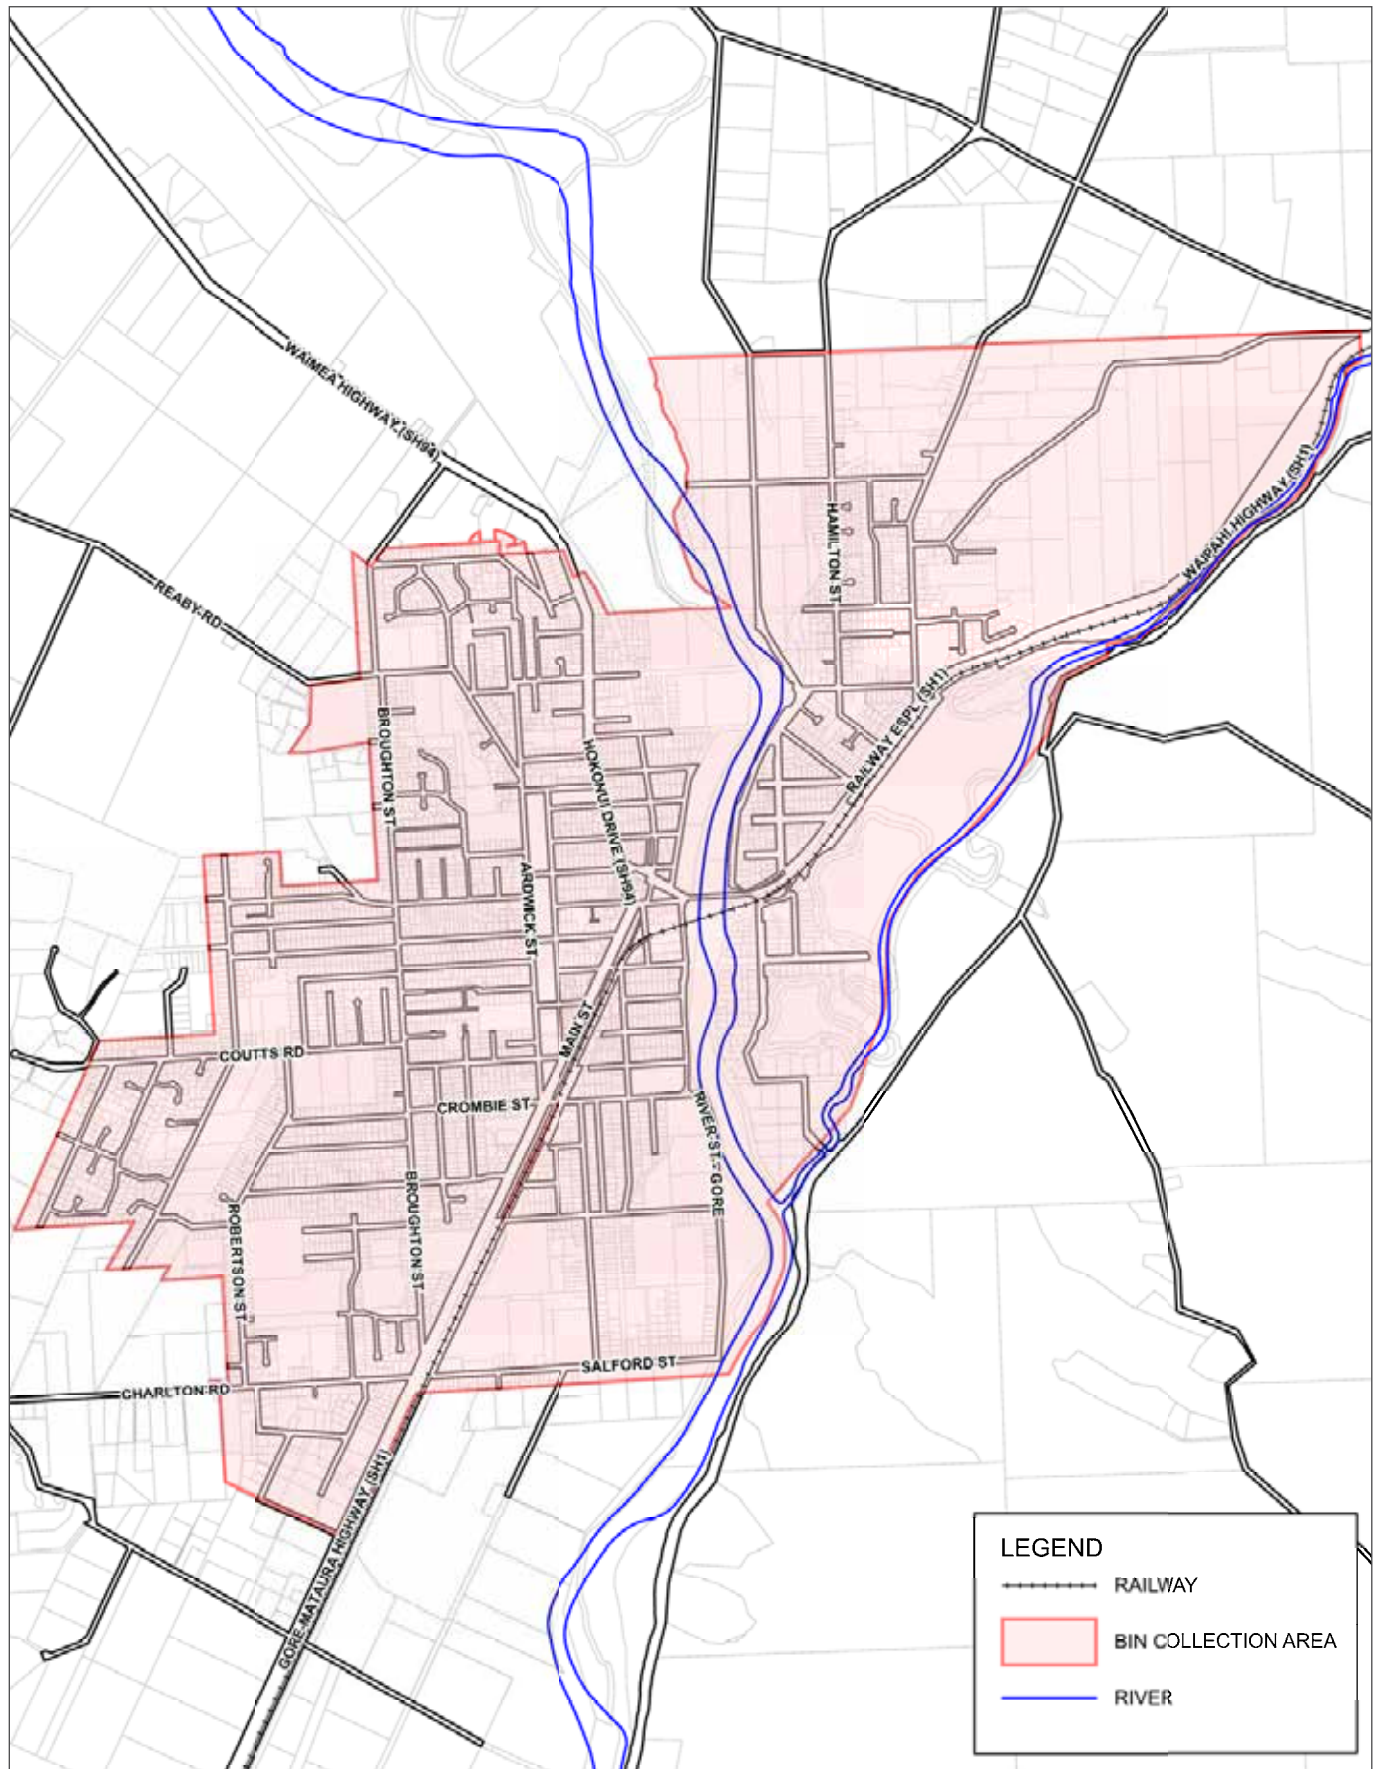 WAIMEA HIGHWAY (SH94)
REABY RD
HAMILTON ST
WAIPAHI HIGHWAY (SH1)
RAILWAY ESPL (SH1)
BROUGHTON ST
HOKONUI DRIVE (SH94)
ARDWICK ST
MAIN ST
COUTTS RD
CROMBIE ST
RIVER ST - GORE
ROBERTSON ST
BROUGHTON ST
SALFORD ST
CHARLTON RD
GORE-MATAURA HIGHWAY (SH1)
LEGEND
RAILWAY
BIN COLLECTION AREA
RIVER